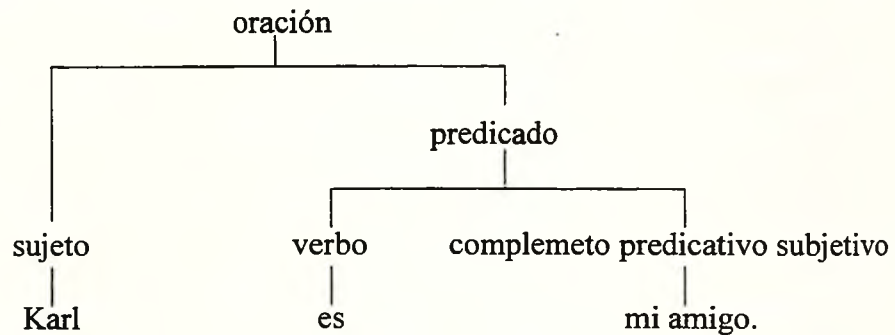 oración
predicado
sujeto verbo complemeto predicativo subjetivo
Karl es mi amigo.